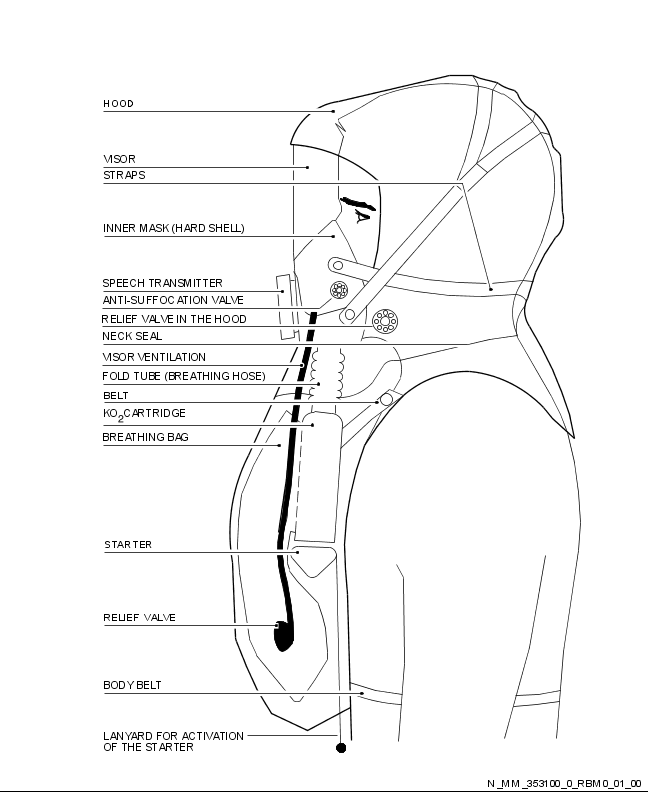 HOOD
VISOR
STRAPS
INNER MASK (HARD SHELL)
SPEECH TRANSMITTER
ANTI-SUFFOCATION VALVE
RELIEF VALVE IN THE HOOD
NECK SEAL
VISOR VENTILATION
FOLD TUBE (BREATHING HOSE)
BELT
KO2 CARTRIDGE
BREATHING BAG
STARTER
RELIEF VALVE
BODY BELT
LANYARD FOR ACTIVATION
OF THE STARTER
N_MM_353100_0_RBM0_01_00